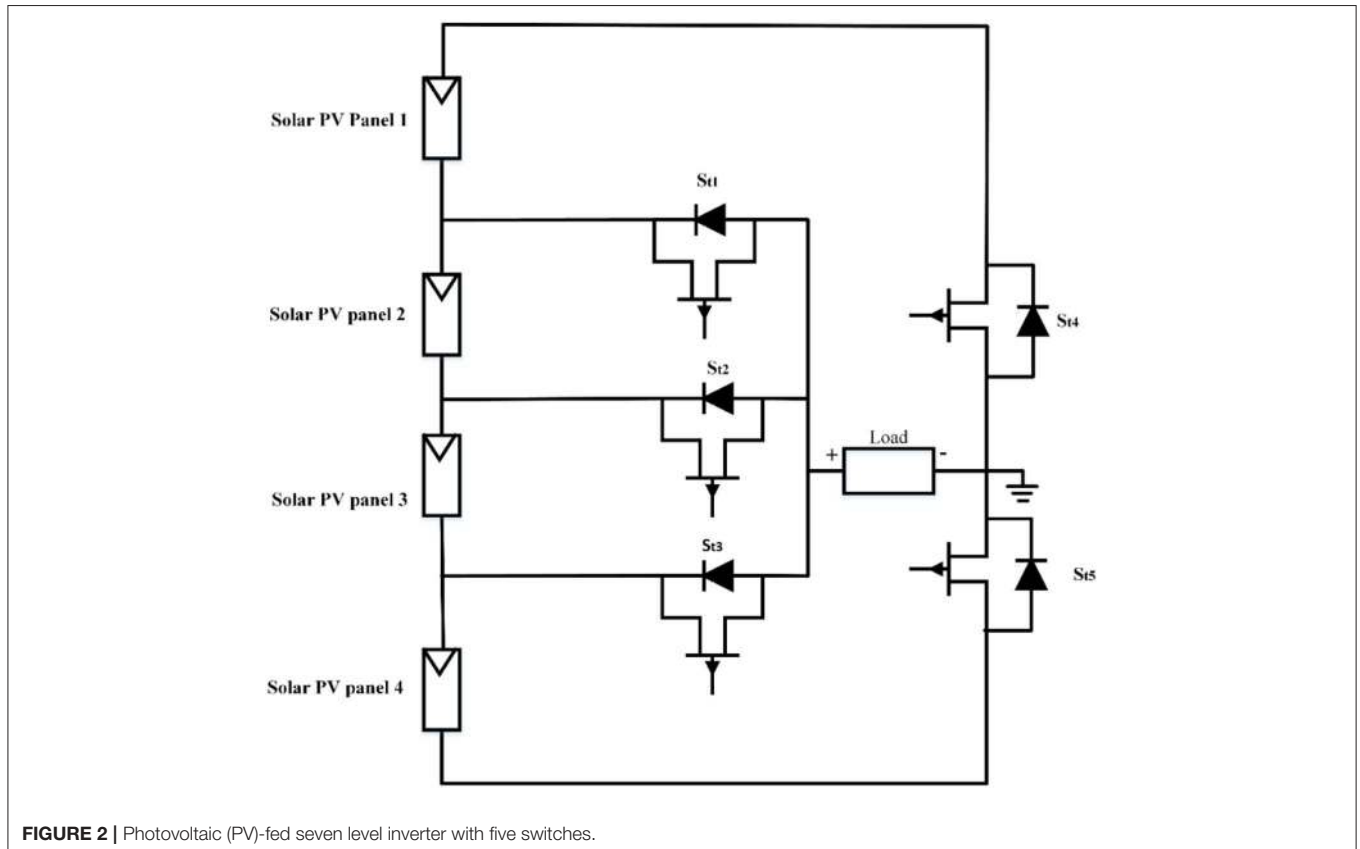 Solar PV Panel 1
St1
Solar PV panel 2
St4
St2
Load
+ -
Solar PV panel 3
St3
St5
Solar PV panel 4
FIGURE 2 | Photovoltaic (PV)-fed seven level inverter with five switches.